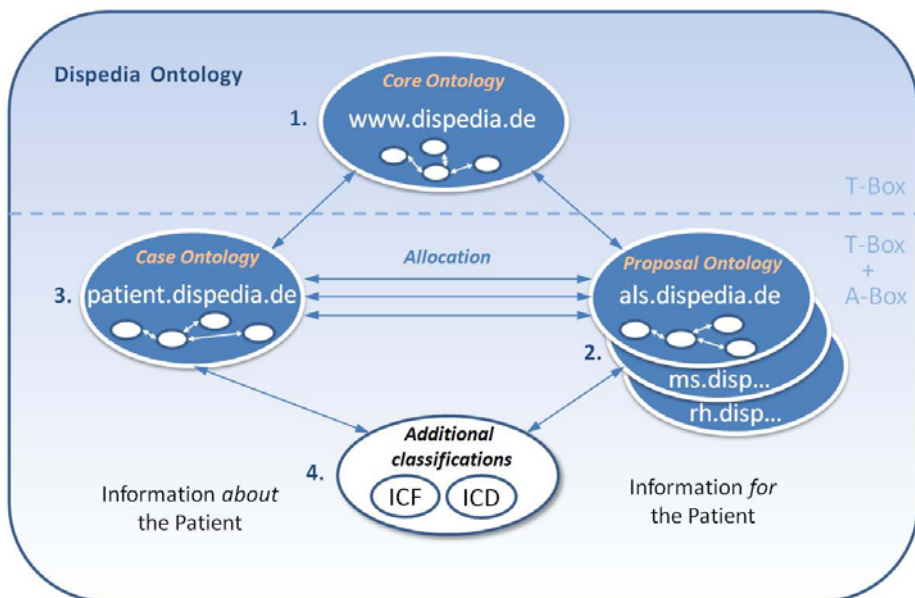 Dispedia Ontology
Core Ontology
1.
www.dispedia.de
T-Box
Case Ontology
Allocation
Proposal Ontology
T-Box
+
A-Box
3.
patient.dispedia.de
als.dispedia.de
2.
ms.disp...
rh.disp...
Additional
classifications
4.
ICF
ICD
Information about
the Patient
Information for
the Patient